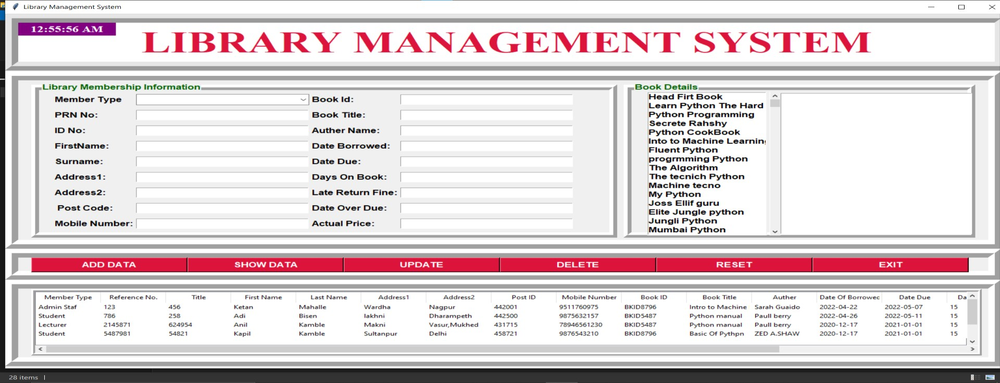 Library Management System
12:55:56 AM
LIBRARY MANAGEMENT SYSTEM
Library Membership Information
Member Type
PRN No:
ID No:
FirstName:
Surname:
Address1:
Address2:
Post Code:
Mobile Number:
Book Id:
Book Title:
Auther Name:
Date Borrowed:
Date Due:
Days On Book:
Late Return Fine:
Date Over Due:
Actual Price:
Book Details
Head Firt Book
Learn Python The Hard
Python Programming
Secrete Rahshy
Python CookBook
Into to Machine Learnin
Fluent Python
progrmming Python
The Algorithm
The tecnich Python
Machine tecno
My Python
Joss Ellif guru
Elite Jungle python
Jungli Python
Mumbai Python
ADD DATA SHOW DATA UPDATE DELETE RESET EXIT
Member Type Reference No. Title First Name Last Name Address1 Address2 Post ID Mobile Number Book ID Book Title Auther Date Of Borrowec Date Due Da
Admin Staf 123 456 Ketan Mahalle Wardha Nagpur 442001 9511760975 BKID8796 Intro to Machine Sarah Guaido 2022-04-22 2022-05-07 15
Student 786 258 Adi Bisen lakhni Dharampeth 442500 9875632157 BKID5487 Python manual Paull berry 2022-04-26 2022-05-11 15
Lecturer 2145871 624954 Anil Kamble Makni Vasur,Mukhed 431715 78946561230 BKID5487 Python manual Paull berry 2020-12-17 2021-01-01 15
Student 5487981 54821 Kapil Kamble Sultanpur Delhi 458721 9876543210 BKID8796 Basic Of Pythpn ZED A.SHAW 2020-12-17 2021-01-01 15
28 items